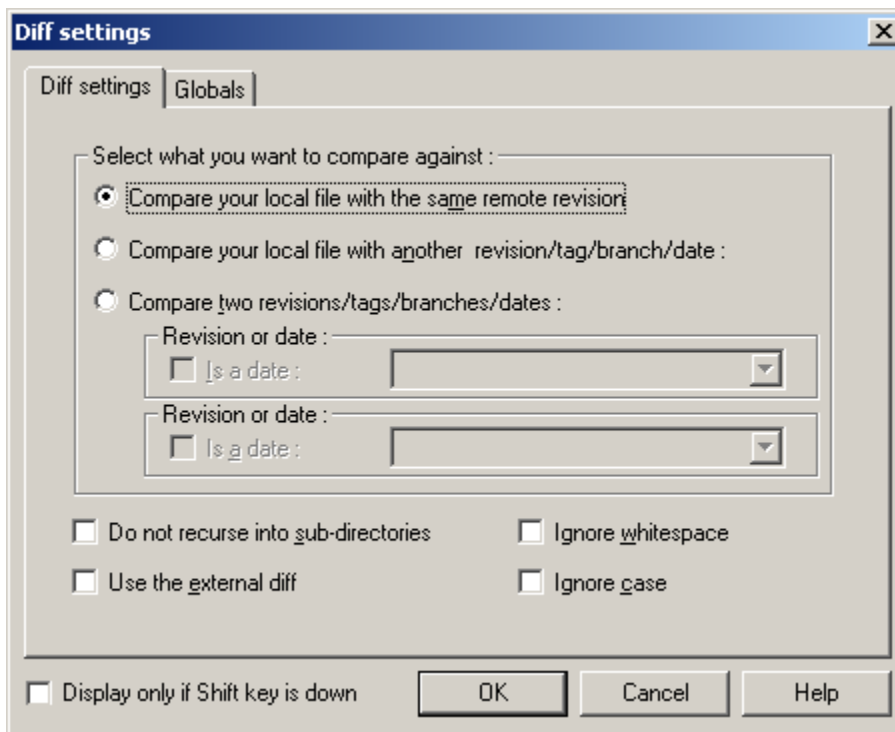 Diff settings
Diff settings Globals
Select what you want to compare against :
Compare your local file with the same remote revision
Compare your local file with another revision/tag/branch/date :
Compare two revisions/tags/branches/dates :
Revision or date :
Is a date :
Revision or date :
Is a date :
Do not recurse into sub-directories Ignore whitespace
Use the external diff Ignore case
Display only if Shift key is down OK Cancel Help